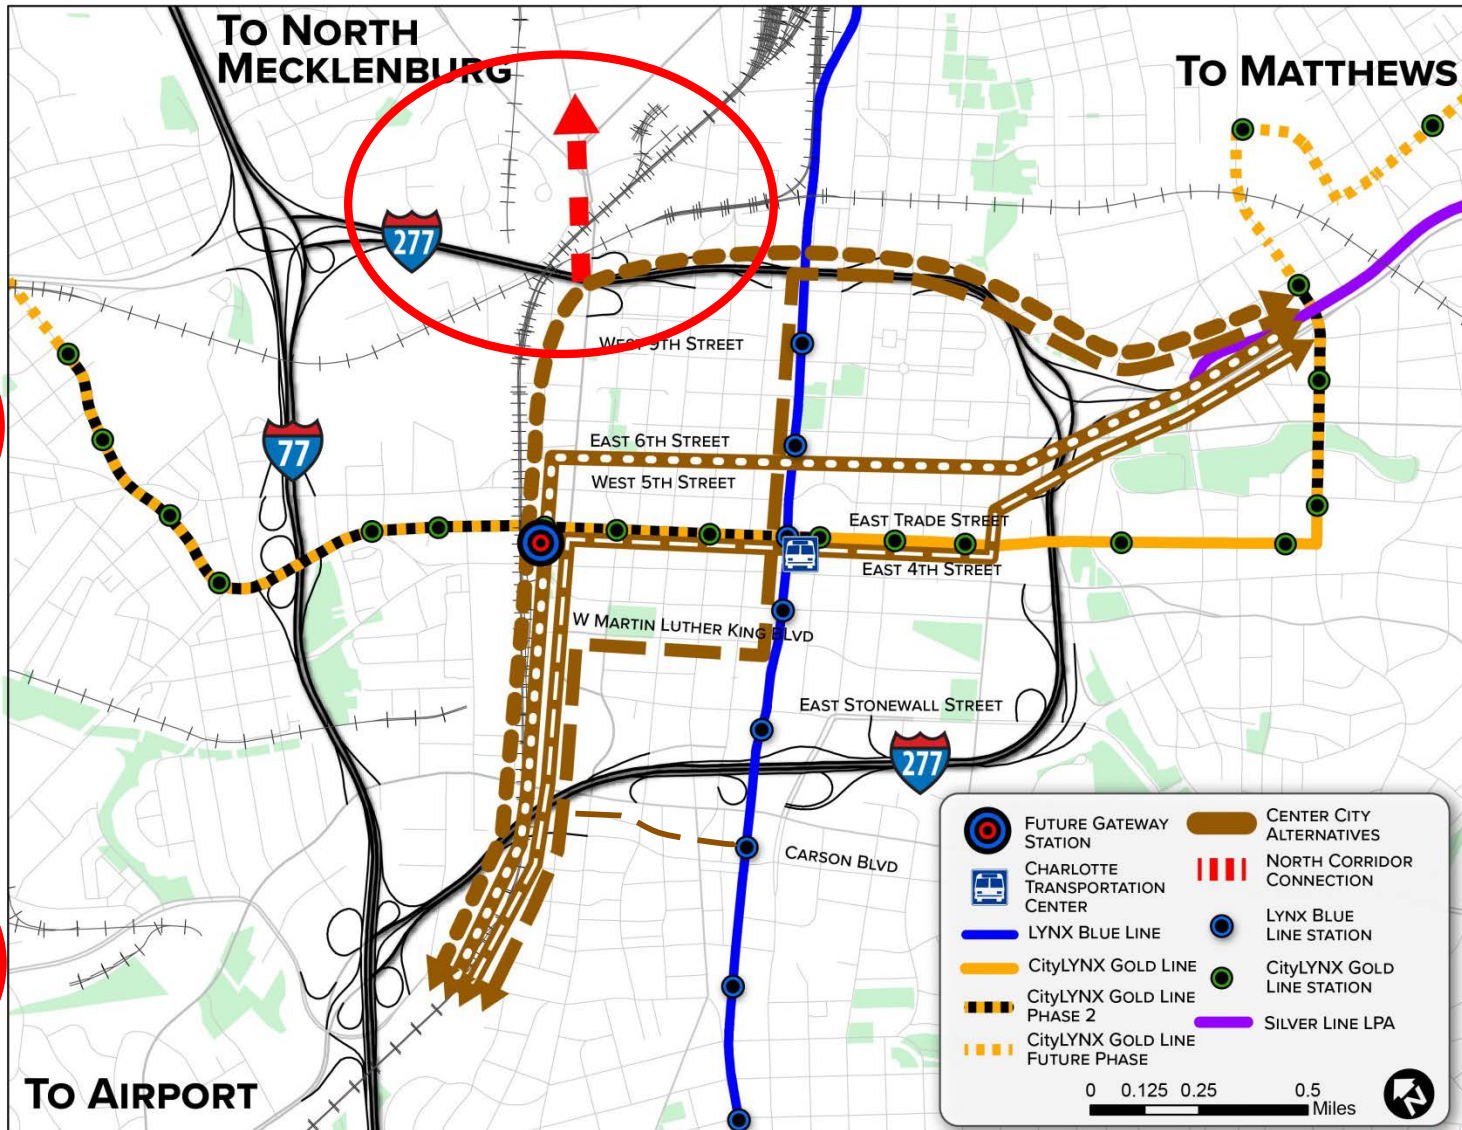 TO NORTH
MECKLENBURG
TO MATTHEWS
277
WEST 9TH STREET
77
EAST 6TH STREET
WEST 5TH STREET
EAST TRADE STREET
EAST 4TH STREET
W MARTIN LUTHER KING BLVD
EAST STONEWALL STREET
277
CARSON BLVD
TO AIRPORT
FUTURE GATEWAY
STATION
CHARLOTTE
TRANSPORTATION
CENTER
LYNX BLUE LINE
CITYLYNX GOLD LINE
CITYLYNX GOLD LINE
PHASE 2
CITYLYNX GOLD LINE
FUTURE PHASE
CENTER CITY
ALTERNATIVES
NORTH CORRIDOR
CONNECTION
LYNX BLUE
LINE STATION
CITYLYNX GOLD
LINE STATION
SILVER LINE LPA
0 0.125 0.25 0.5
Miles
N